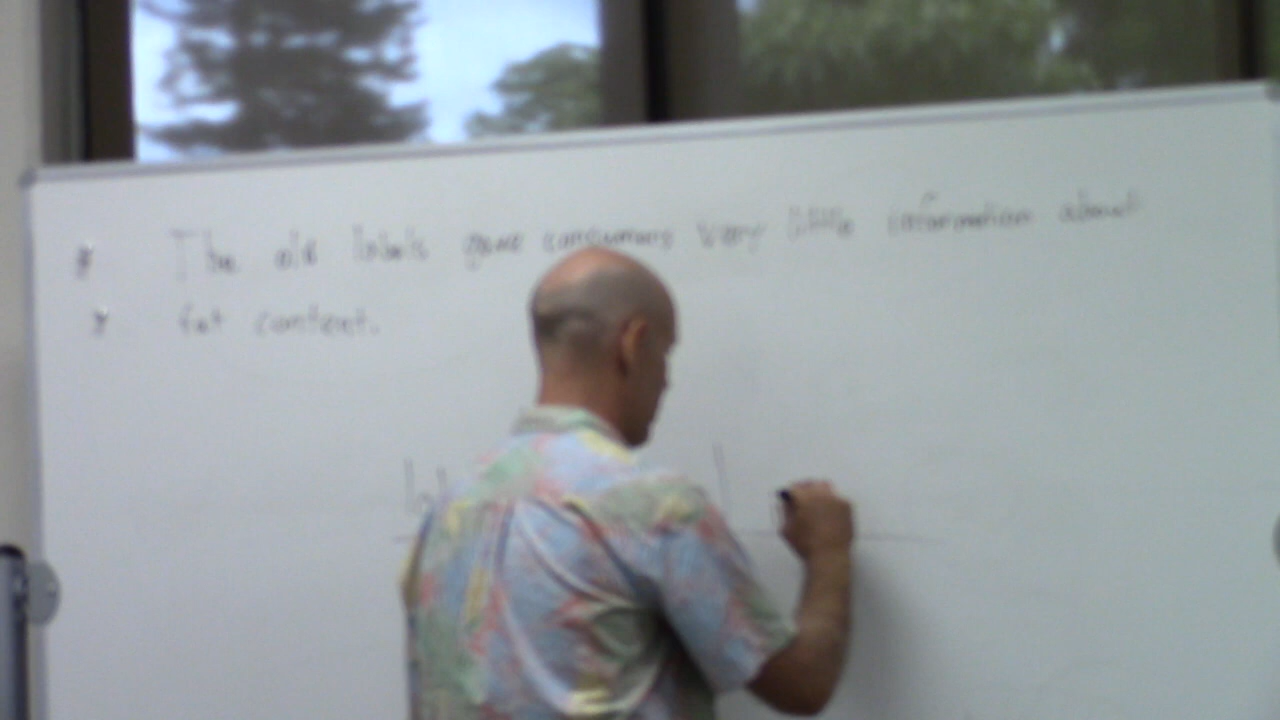 # The old labels gave consumers very little information about
fat content.